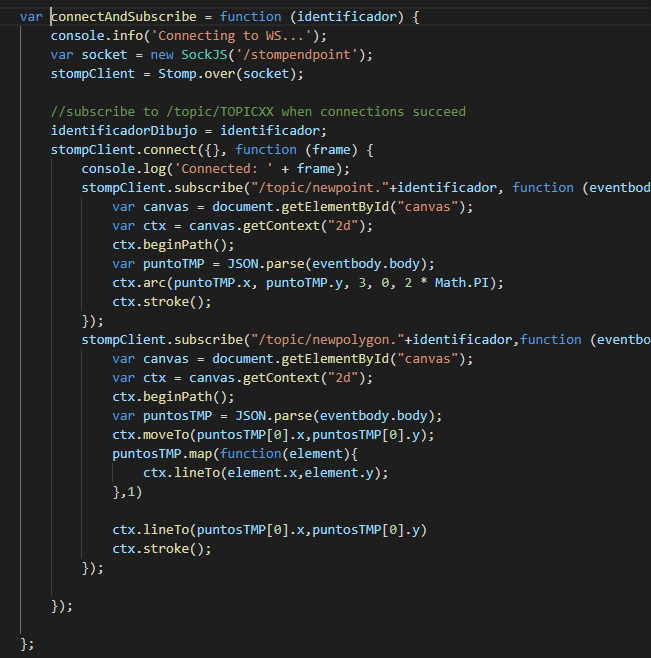 var connectAndSubscribe = function (identificador) {
console.info('Connecting to WS...');
var socket = new SockJS('/stompendpoint');
stompClient = Stomp.over(socket);
//subscribe to /topic/TOPICXX when connections succeed
identificadorDibujo = identificador;
stompClient.connect({}, function (frame) {
console.log('Connected: ' + frame);
stompClient.subscribe("/topic/newpoint."+identificador, function (eventbod
var canvas = document.getElementById("canvas");
var ctx = canvas.getContext("2d");
ctx.beginPath();
var puntoTMP = JSON.parse(eventbody.body);
ctx.arc(puntoTMP.x, puntoTMP.y, 3, 0, 2 * Math.PI);
ctx.stroke();
});
stompClient.subscribe("/topic/newpolygon."+identificador,function (eventbo
var canvas = document.getElementById("canvas");
var ctx = canvas.getContext("2d");
ctx.beginPath();
var puntosTMP = JSON.parse(eventbody.body);
ctx.moveTo(puntosTMP[0].x,puntosTMP[0].y);
puntosTMP.map(function(element){
ctx.lineTo(element.x,element.y);
},1)
ctx.lineTo(puntosTMP[0].x,puntosTMP[0].y)
ctx.stroke();
});
});
};